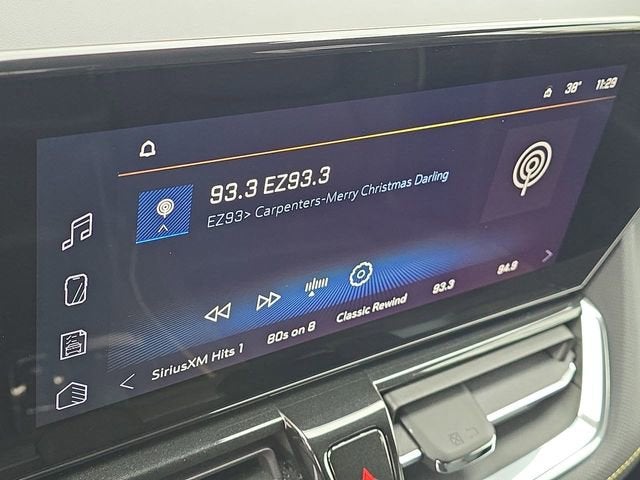 38° 11:29
93.3 EZ93.3
EZ93> Carpenters-Merry Christmas Darling
SiriusXM Hits 1 80s on 8 Classic Rewind 93.3 94.9